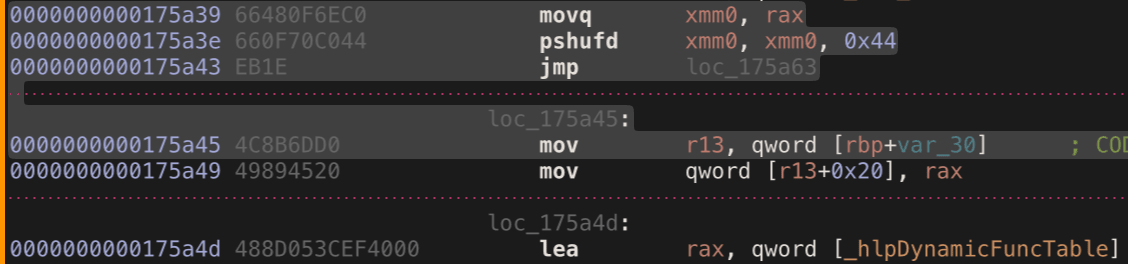 0000000000175a39 66480F6EC0 movq xmm0, rax
0000000000175a3e 660F70C044 pshufd xmm0, xmm0, 0x44
0000000000175a43 EB1E jmp loc_175a63
loc_175a45:
0000000000175a45 4C8B6DD0 mov r13, qword [rbp+var_30] ; COD
0000000000175a49 49894520 mov qword [r13+0x20], rax
loc_175a4d:
0000000000175a4d 488D053CEF4000 lea rax, qword [_hlpDynamicFuncTable]